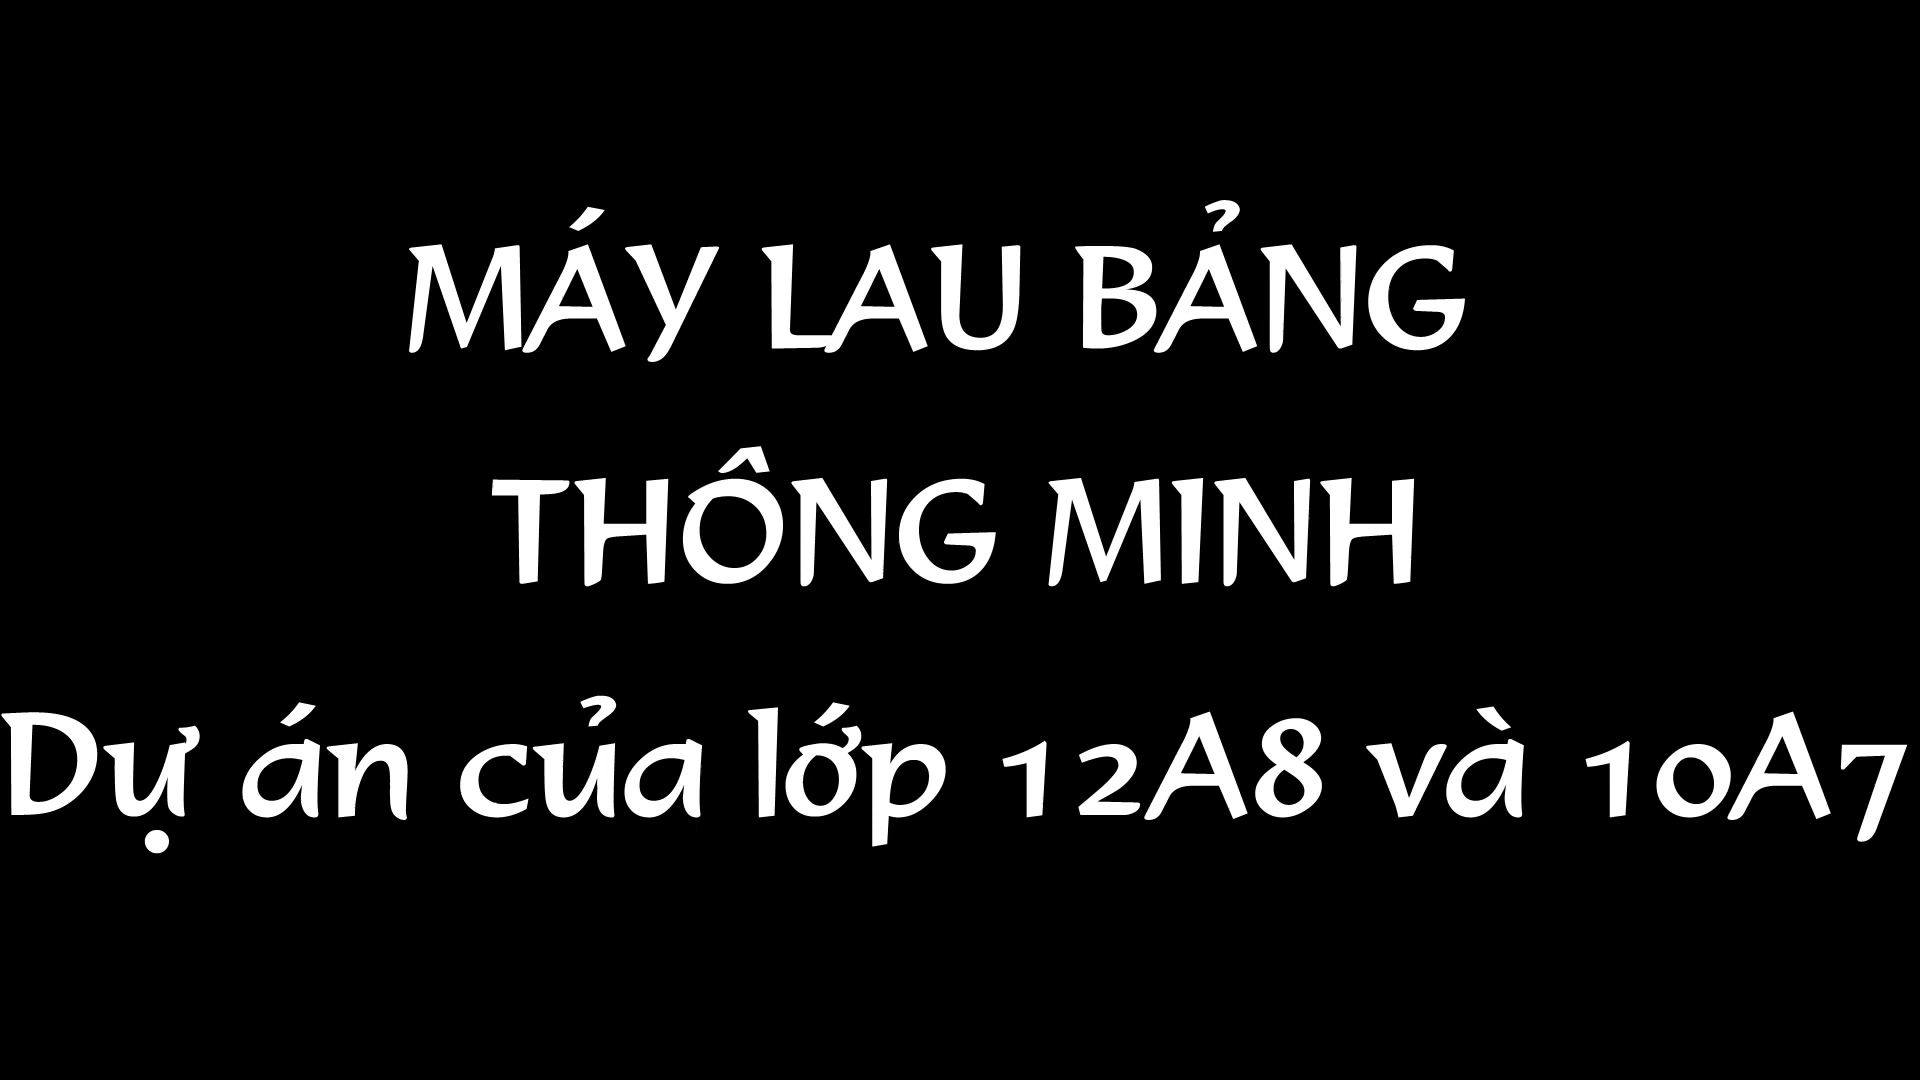 MÁY LAU BẢNG
THÔNG MINH
Dự án của lớp 12A8 và 10A7